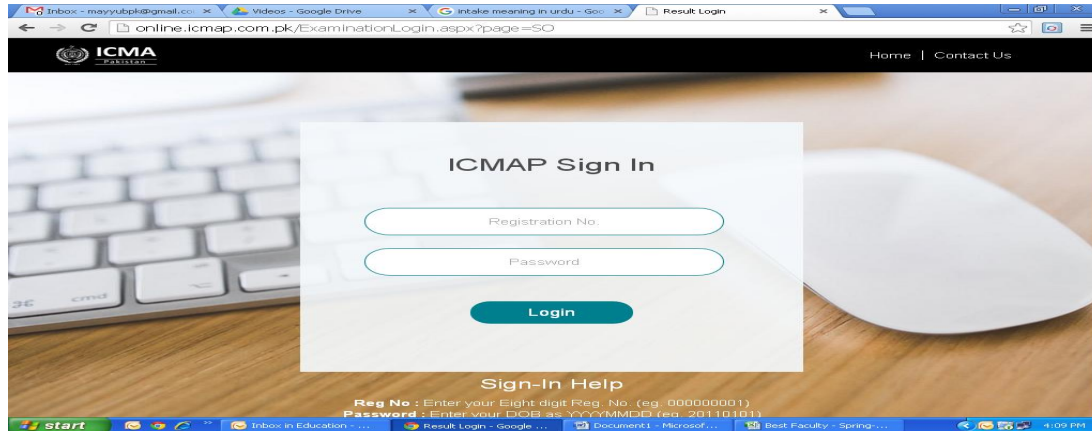 Inbox - mayyubpk@gmail.co
Videos - Google Drive
intake meaning in urdu - Goo
Result Login
online.icmap.com.pk/ExaminationLogin.aspx?page=SO
ICMA
Pakistan
Home | Contact Us
ICMAP Sign In
Registration No.
Password
Login
cmd
Sign-In Help
Reg No : Enter your Eight digit Reg. No. (eg. 000000001)
Password : Enter your DOB as YYYYMMDD (eg. 20110101)
start
Inbox in Education - ...
Result Login - Google ...
Document1 - Microsof...
Best Faculty - Spring-...
4:09 PM